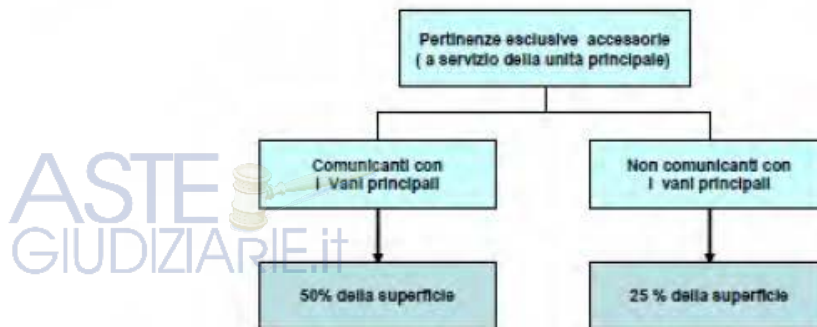 Pertinenze esclusive accessorie
( a servizio della unità principale)
Comunicanti con
i Vani principali
Non comunicanti con
i vani principali
ASTE
GIUDIZIARIE.it
50% della superficie
25 % della superficie